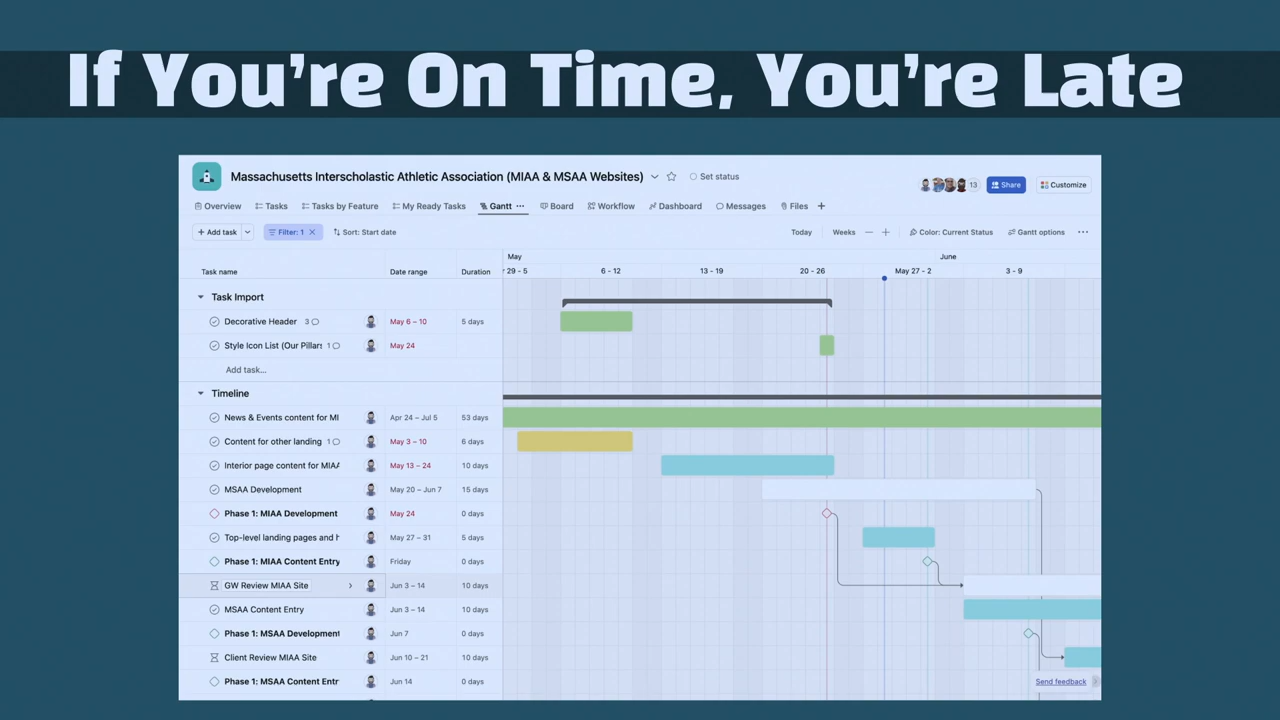 If You're On Time, You're Late
Massachusetts Interscholastic Athletic Association (MIAA & MSAA Websites)
Set status
13
Share
Customize
Overview Tasks Tasks by Feature My Ready Tasks Gantt Board Workflow Dashboard Messages Files
+ Add task
Filter: 1
Sort: Start date
Today
Weeks
Color: Current Status
Gantt options
May
June
Task name Date range Duration
29 - 5 6 - 12 13 - 19 20 - 26 May 27 - 2 3 - 9
Task Import
Decorative Header 3 May 6 – 10 5 days
Style Icon List (Our Pillars 1 May 24
Add task...
Timeline
News & Events content for MI Apr 24 – Jul 5 53 days
Content for other landing 1 May 3 – 10 6 days
Interior page content for MIAA May 13 – 24 10 days
MSAA Development May 20 – Jun 7 15 days
Phase 1: MIAA Development May 24 0 days
Top-level landing pages and h May 27 – 31 5 days
Phase 1: MIAA Content Entry Friday 0 days
GW Review MIAA Site Jun 3 – 14 10 days
MSAA Content Entry Jun 3 – 14 10 days
Phase 1: MSAA Development Jun 7 0 days
Client Review MIAA Site Jun 10 – 21 10 days
Phase 1: MSAA Content Entr Jun 14 0 days
Send feedback